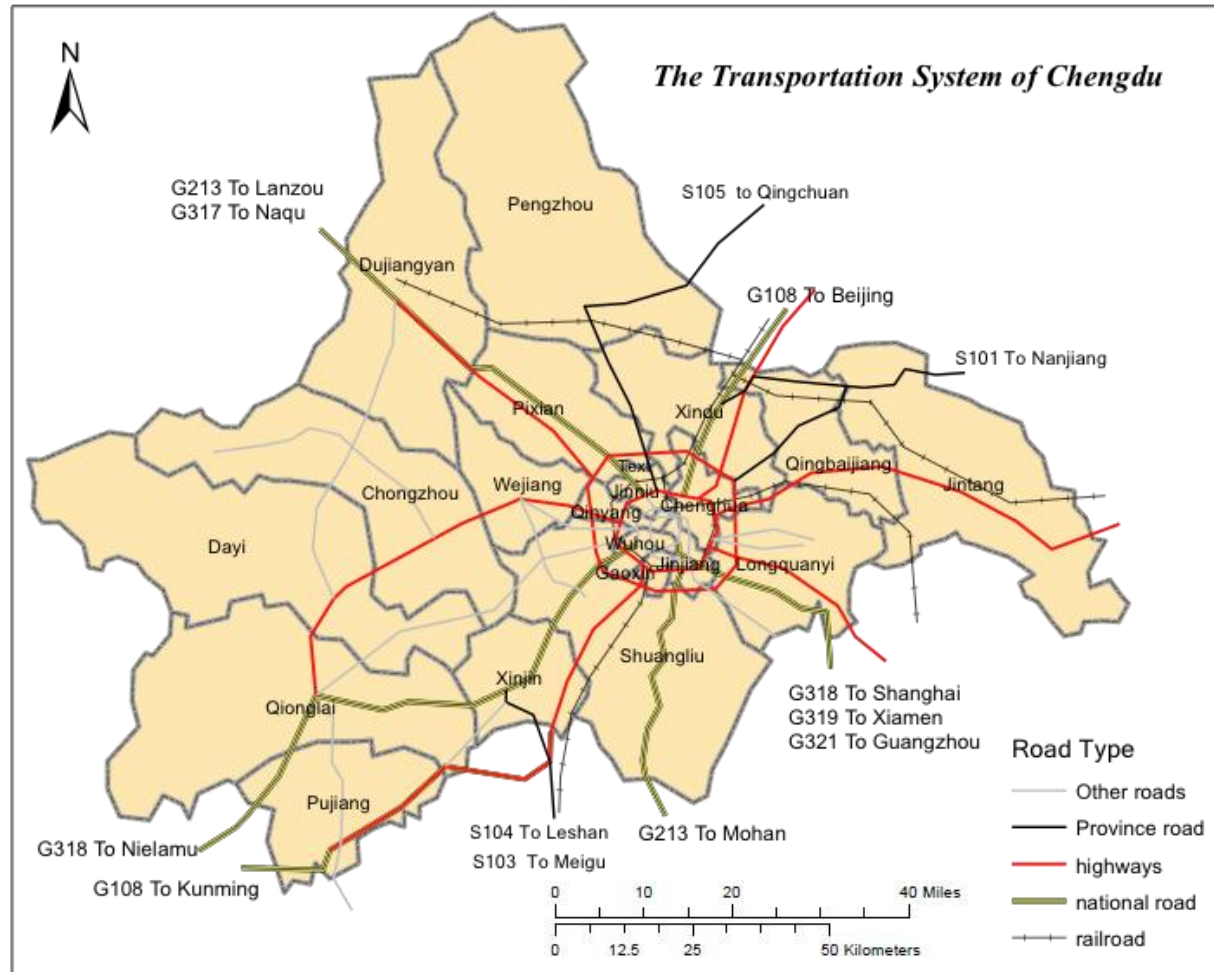 N
The Transportation System of Chengdu
G213 To Lanzou
G317 To Naqu
S105 to Qingchuan
Pengzhou
Dujiangyan
G108 To Beijing
S101 To Nanjiang
Pixian
Xindu
Texi
Qingbaijiang
Jintang
Wejiang
Chongzhou
Jinniu
Chenghua
Qinyang
Dayi
Wuhou
Jinjiang
Longquanyi
Gaoxin
Shuangliu
Xinjin
Qionglai
G318 To Shanghai
G319 To Xiamen
G321 To Guangzhou
Pujiang
G318 To Nielamu
G108 To Kunming
S104 To Leshan
S103 To Meigu
G213 To Mohan
Road Type
Other roads
Province road
highways
national road
railroad
0 10 20 40 Miles
0 12.5 25 50 Kilometers